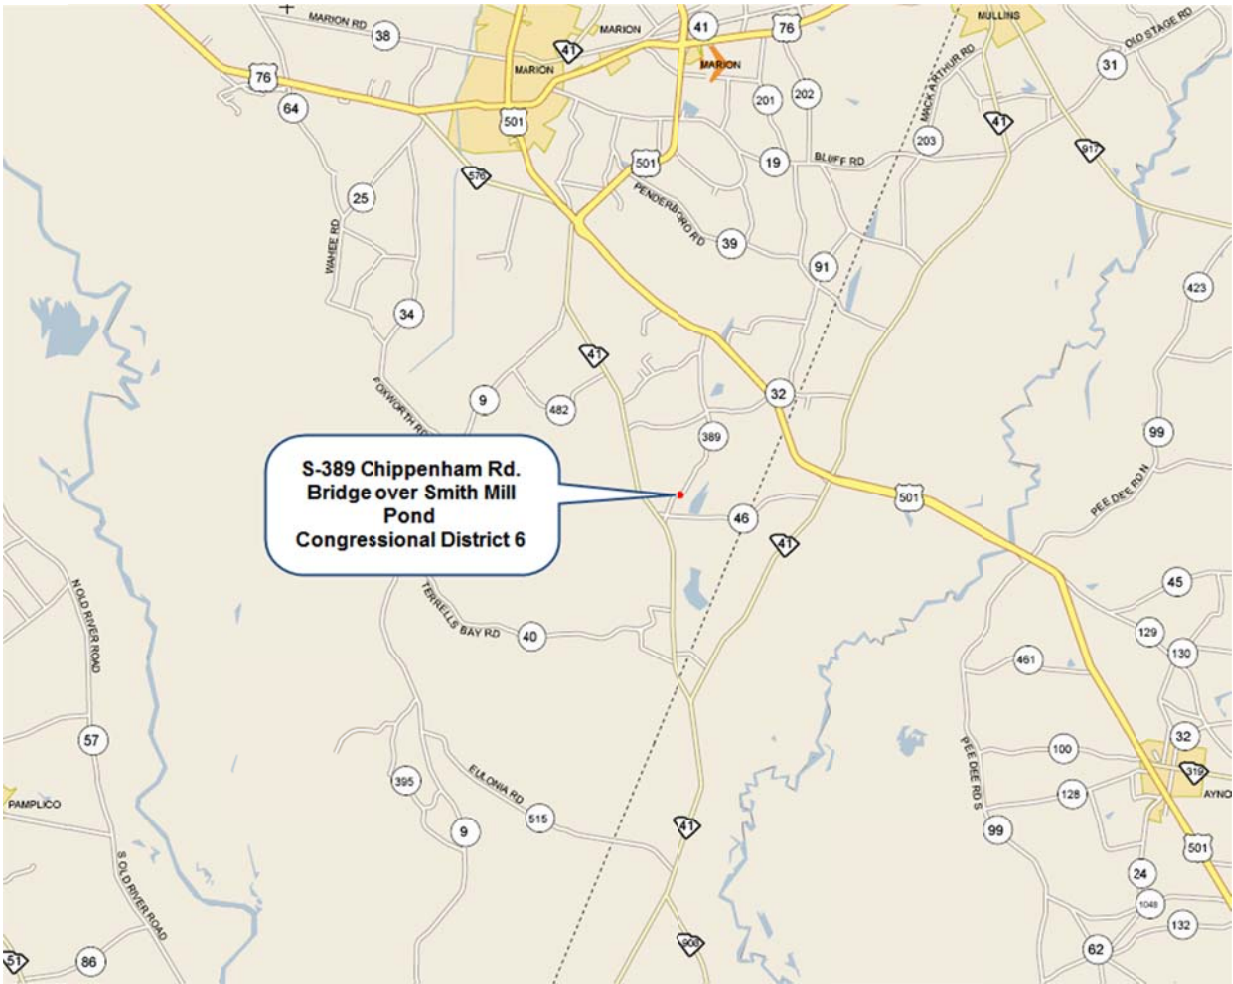 MULLINS
MARION RD
38
41
MARION
41
76
OLD STAGE RD
MARION
MARION
31
76
64
201
202
MACK ARTHUR RD
501
41
203
917
501
19
BLUFF RD
576
25
PENDERBORO RD
WAHEE RD
39
91
423
34
41
FOXWORTH RD
9
482
32
389
99
S-389 Chippenham Rd.
Bridge over Smith Mill
Pond
Congressional District 6
501
PEE DEE RD N
46
41
N OLD RIVER ROAD
TERRELLS BAY RD
40
45
129
130
461
57
PEE DEE RD S
100
32
319
395
EULONIA RD
128
AYNO
PAMPLICO
515
9
41
99
501
S OLD RIVER ROAD
24
1048
132
908
62
51
86